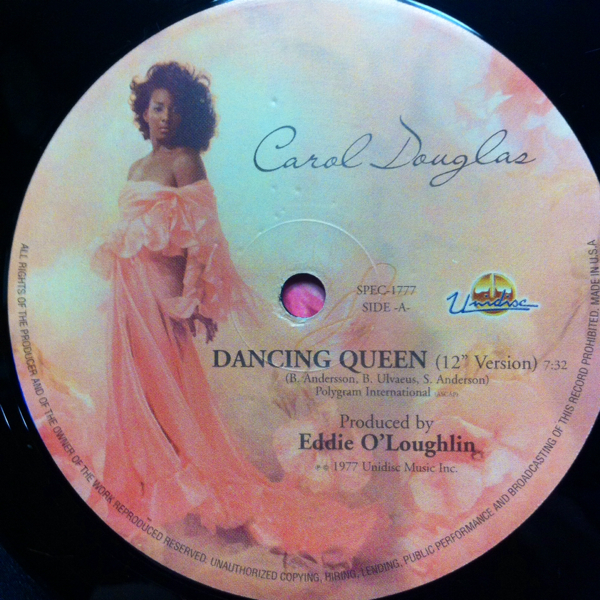 Carol Douglas
SPEC-1777
SIDE -A-
Unidisc
DANCING QUEEN (12" Version) 7:32
(B. Andersson, B. Ulvaeus, S. Anderson)
Polygram International (ASCAP)
Produced by
Eddie O'Loughlin
℗ © 1977 Unidisc Music Inc.
ALL RIGHTS OF THE PRODUCER AND OF THE OWNER OF THE WORK REPRODUCED RESERVED. UNAUTHORIZED COPYING, HIRING, LENDING, PUBLIC PERFORMANCE AND BROADCASTING OF THIS RECORD PROHIBITED. MADE IN U.S.A